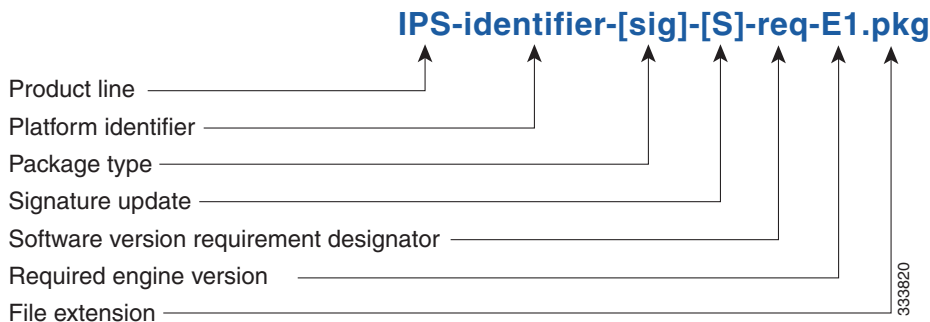 IPS-identifier-[sig]-[S]-req-E1.pkg
Product line
Platform identifier
Package type
Signature update
Software version requirement designator
Required engine version
File extension
333820